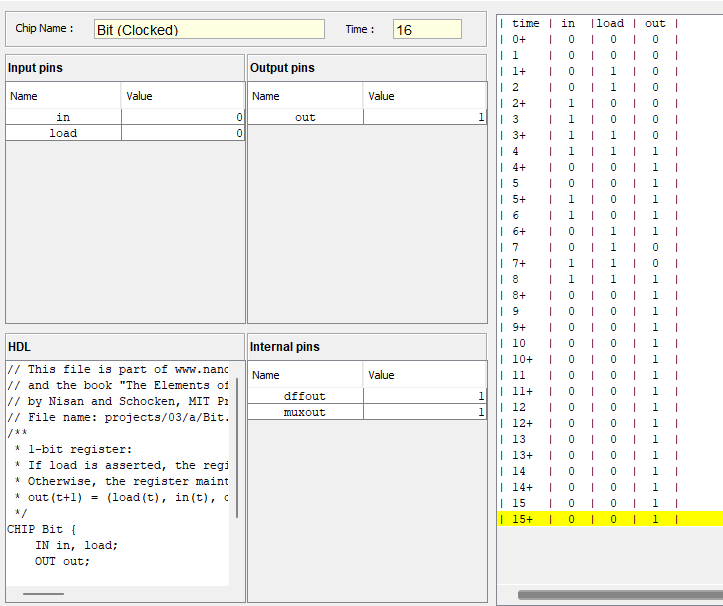 Chip Name :
Bit (Clocked)
Time :
16
Input pins
Name Value
in 0
load 0
Output pins
Name Value
out 1
HDL
// This file is part of www.nand
// and the book "The Elements of
// by Nisan and Schocken, MIT Pr
// File name: projects/03/a/Bit.
/**
 * 1-bit register:
 * If load is asserted, the regi
 * Otherwise, the register maint
 * out(t+1) = (load(t), in(t), o
 */
CHIP Bit {
    IN in, load;
    OUT out;
Internal pins
Name Value
dffout 1
muxout 1
| time | in |load | out |
| 0+ | 0 | 0 | 0 |
| 1 | 0 | 0 | 0 |
| 1+ | 0 | 1 | 0 |
| 2 | 0 | 1 | 0 |
| 2+ | 1 | 0 | 0 |
| 3 | 1 | 0 | 0 |
| 3+ | 1 | 1 | 0 |
| 4 | 1 | 1 | 1 |
| 4+ | 0 | 0 | 1 |
| 5 | 0 | 0 | 1 |
| 5+ | 1 | 0 | 1 |
| 6 | 1 | 0 | 1 |
| 6+ | 0 | 1 | 1 |
| 7 | 0 | 1 | 0 |
| 7+ | 1 | 1 | 0 |
| 8 | 1 | 1 | 1 |
| 8+ | 0 | 0 | 1 |
| 9 | 0 | 0 | 1 |
| 9+ | 0 | 0 | 1 |
| 10 | 0 | 0 | 1 |
| 10+ | 0 | 0 | 1 |
| 11 | 0 | 0 | 1 |
| 11+ | 0 | 0 | 1 |
| 12 | 0 | 0 | 1 |
| 12+ | 0 | 0 | 1 |
| 13 | 0 | 0 | 1 |
| 13+ | 0 | 0 | 1 |
| 14 | 0 | 0 | 1 |
| 14+ | 0 | 0 | 1 |
| 15 | 0 | 0 | 1 |
| 15+ | 0 | 0 | 1 |